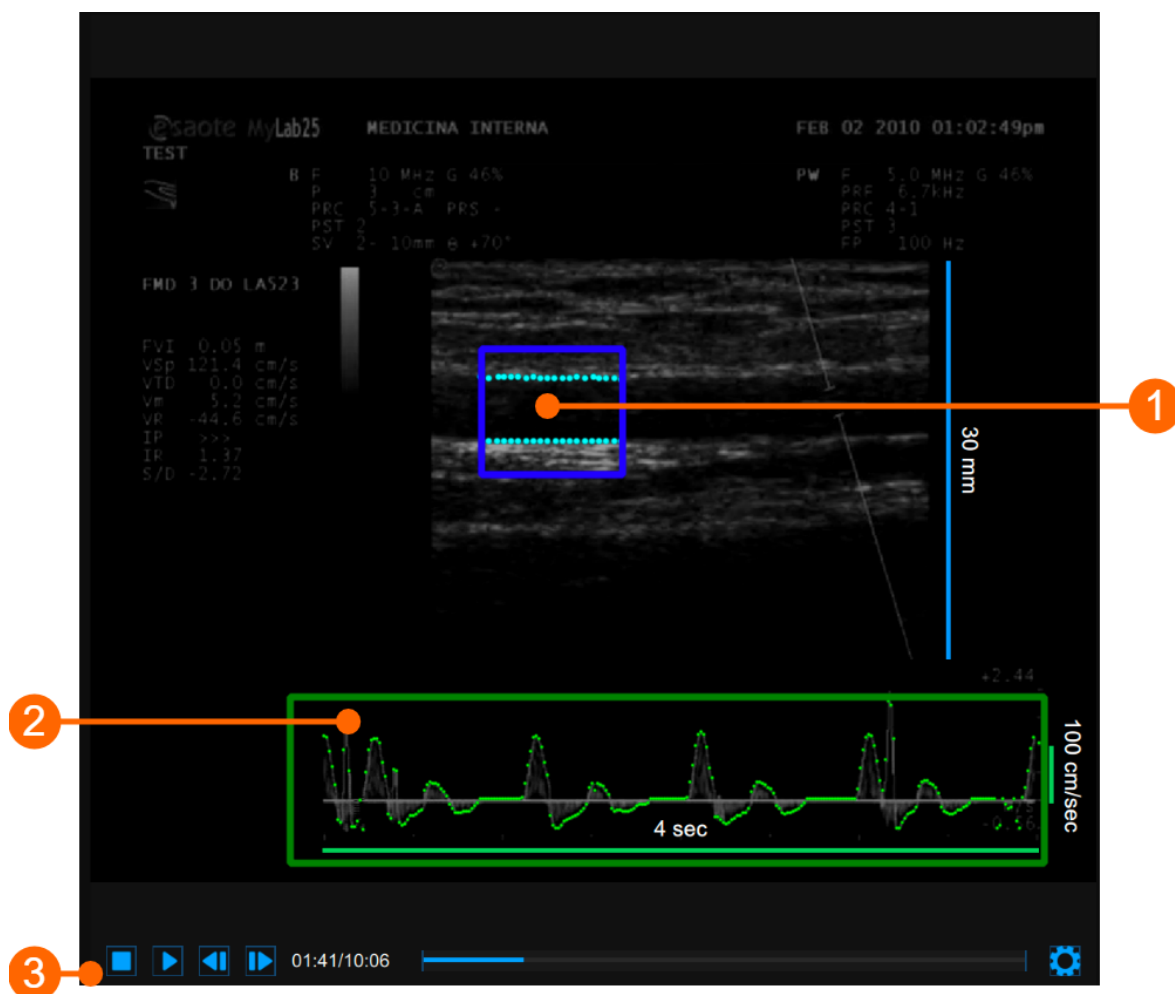 esaote MyLab25 MEDICINA INTERNA FEB 02 2010 01:02:49pm
TEST
B F 10 MHz G 46%
P 3 cm
PRC 5-3-A PRS -
PST 2
SV 2- 10mm θ +70°
PW F 5.0 MHz G 46%
PRF 6.7kHz
PRC 4-1
PST 3
FP 100 Hz
FMD 3 DO LA523
FVI 0.05 m
VSp 121.4 cm/s
VTD 0.0 cm/s
Vm 5.2 cm/s
VR -44.6 cm/s
IP >>>
IR 1.37
S/D -2.72
1
30 mm
+2.44
2
100 cm/sec
4 sec
01:41/10:06
3